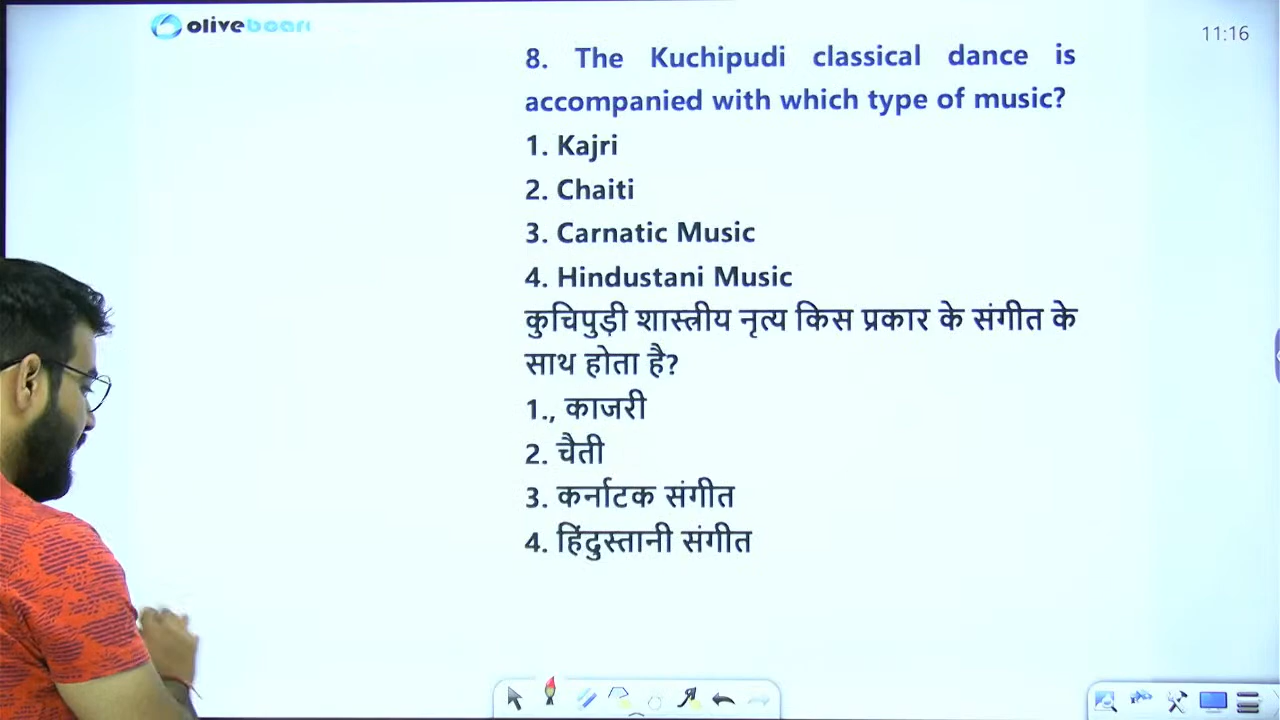 oliveboard
11:16
8. The Kuchipudi classical dance is
accompanied with which type of music?
1. Kajri
2. Chaiti
3. Carnatic Music
4. Hindustani Music
कुचिपुड़ी शास्त्रीय नृत्य किस प्रकार के संगीत के
साथ होता है?
1., काजरी
2. चैती
3. कर्नाटक संगीत
4. हिंदुस्तानी संगीत